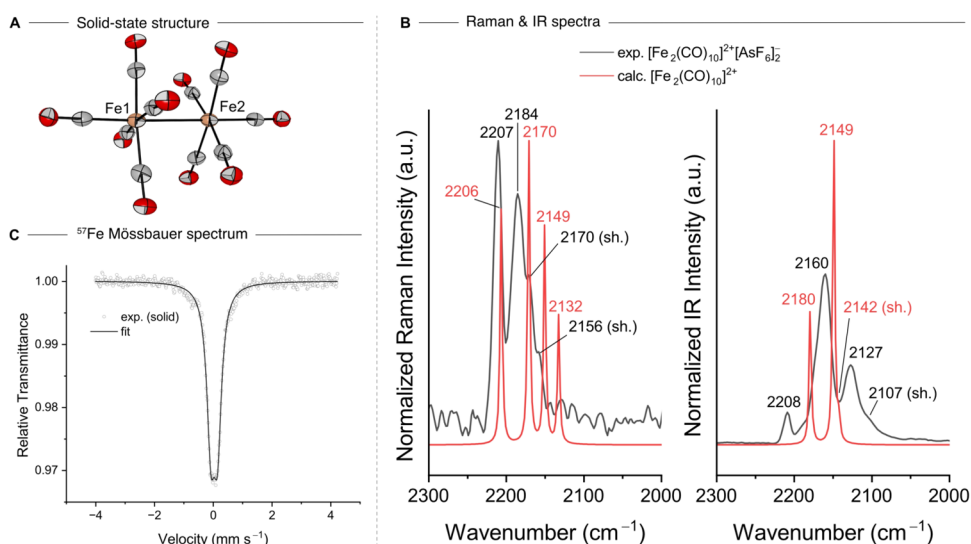 A Solid-state structure
Fe1
Fe2
B Raman & IR spectra
exp. [Fe₂(CO)₁₀]²⁺[AsF₆]₂⁻
calc. [Fe₂(CO)₁₀]²⁺
Normalized Raman Intensity (a.u.)
2207
2184
2170
2206
2149
2170 (sh.)
2132
2156 (sh.)
2300 2200 2100 2000
Wavenumber (cm⁻¹)
Normalized IR Intensity (a.u.)
2149
2160
2180
2142 (sh.)
2127
2208
2107 (sh.)
2300 2200 2100 2000
Wavenumber (cm⁻¹)
C ⁵⁷Fe Mössbauer spectrum
Relative Transmittance
1.00
0.99
0.98
0.97
exp. (solid)
fit
−4 −2 0 2 4
Velocity (mm s⁻¹)